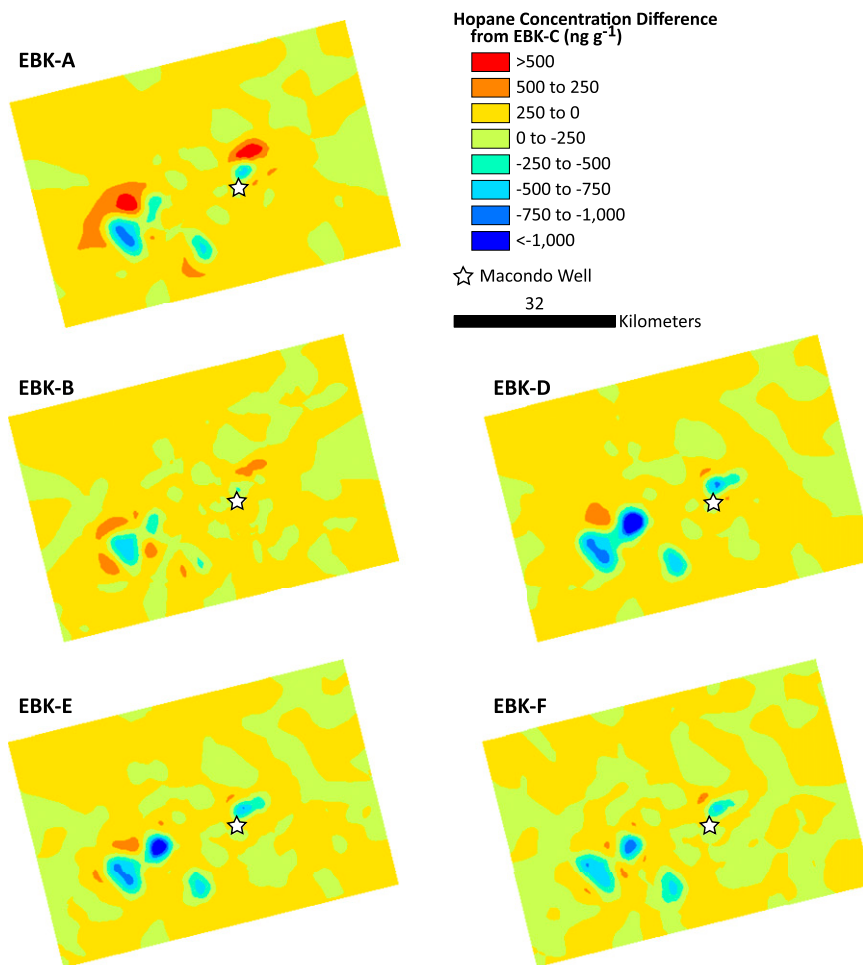 Hopane Concentration Difference
from EBK-C (ng g-1)
>500
500 to 250
250 to 0
0 to -250
-250 to -500
-500 to -750
-750 to -1,000
<-1,000
Macondo Well
32
Kilometers
EBK-A
EBK-B
EBK-D
EBK-E
EBK-F